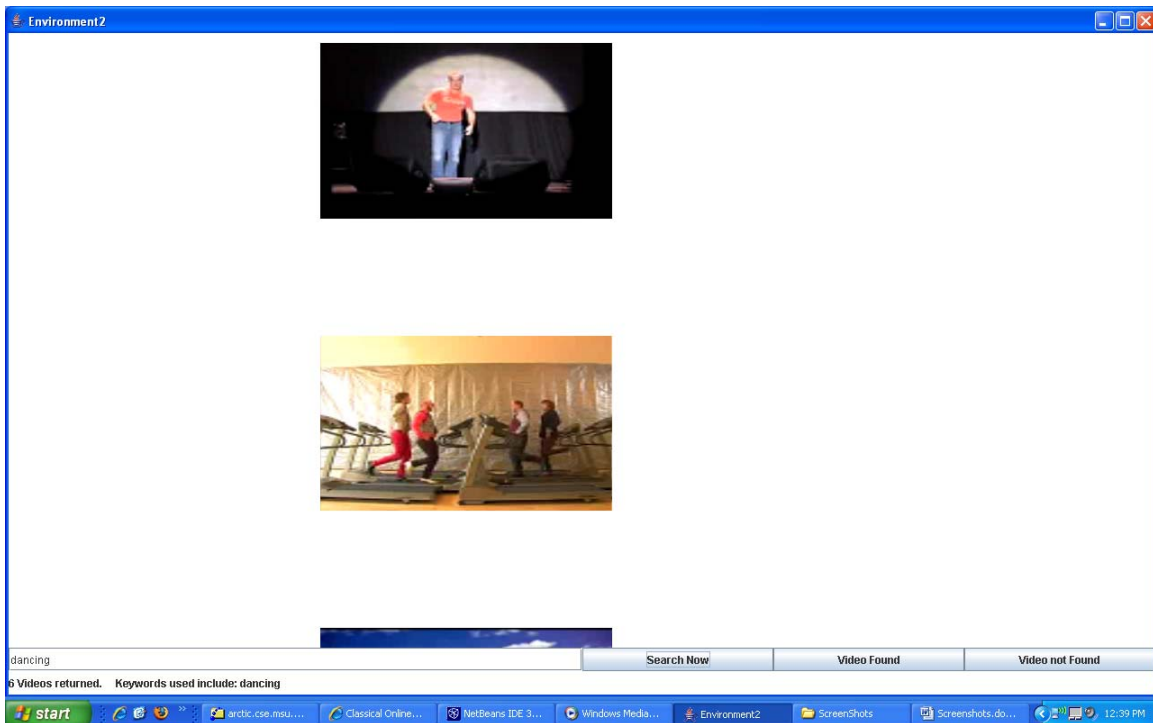 Environment2
dancing
Search Now
Video Found
Video not Found
6 Videos returned. Keywords used include: dancing
start
arctic.cse.msu....
Classical Online...
NetBeans IDE 3...
Windows Media...
Environment2
ScreenShots
Screenshots.do...
12:39 PM